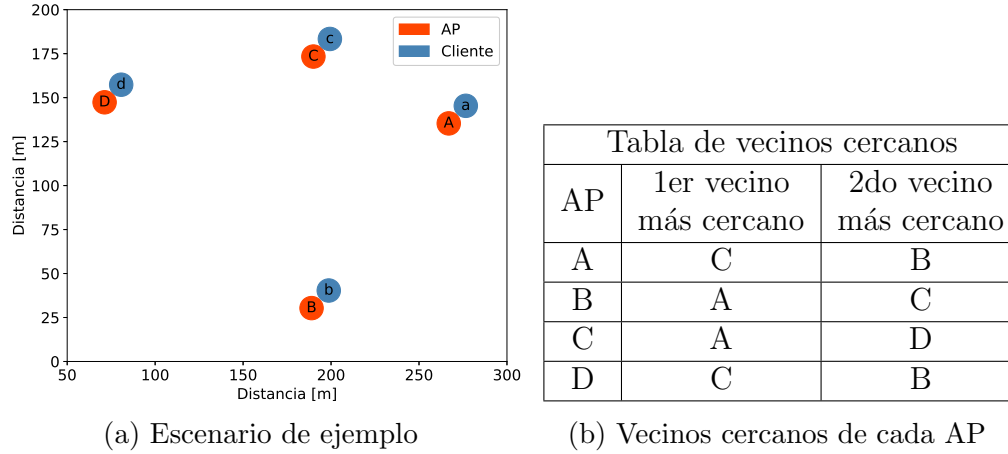 200
175
150
125
100
75
50
25
0
50
100
150
200
250
300
Distancia [m]
Distancia [m]
AP
Cliente
c
C
d
D
a
A
b
B
(a) Escenario de ejemplo
Tabla de vecinos cercanos
AP
1er vecino
más cercano
2do vecino
más cercano
A C B
B A C
C A D
D C B
(b) Vecinos cercanos de cada AP